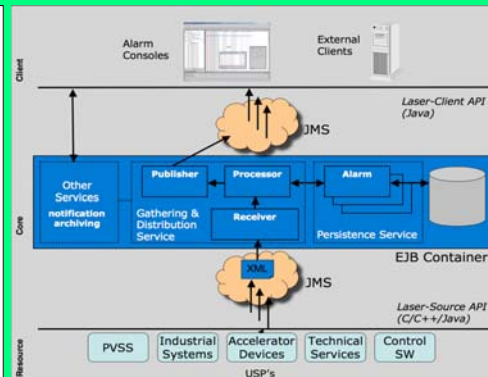 Alarm
Consoles
External
Clients
Client
Laser-Client API
(Java)
JMS
Publisher
Processor
Alarm
Other
Services
notification
archiving
Gathering &
Distribution
Service
Receiver
Persistence Service
Core
EJB Container
XML
JMS
Laser-Source API
(C/C++/Java)
Resource
PVSS
Industrial
Systems
Accelerator
Devices
Technical
Services
Control
SW
USP's